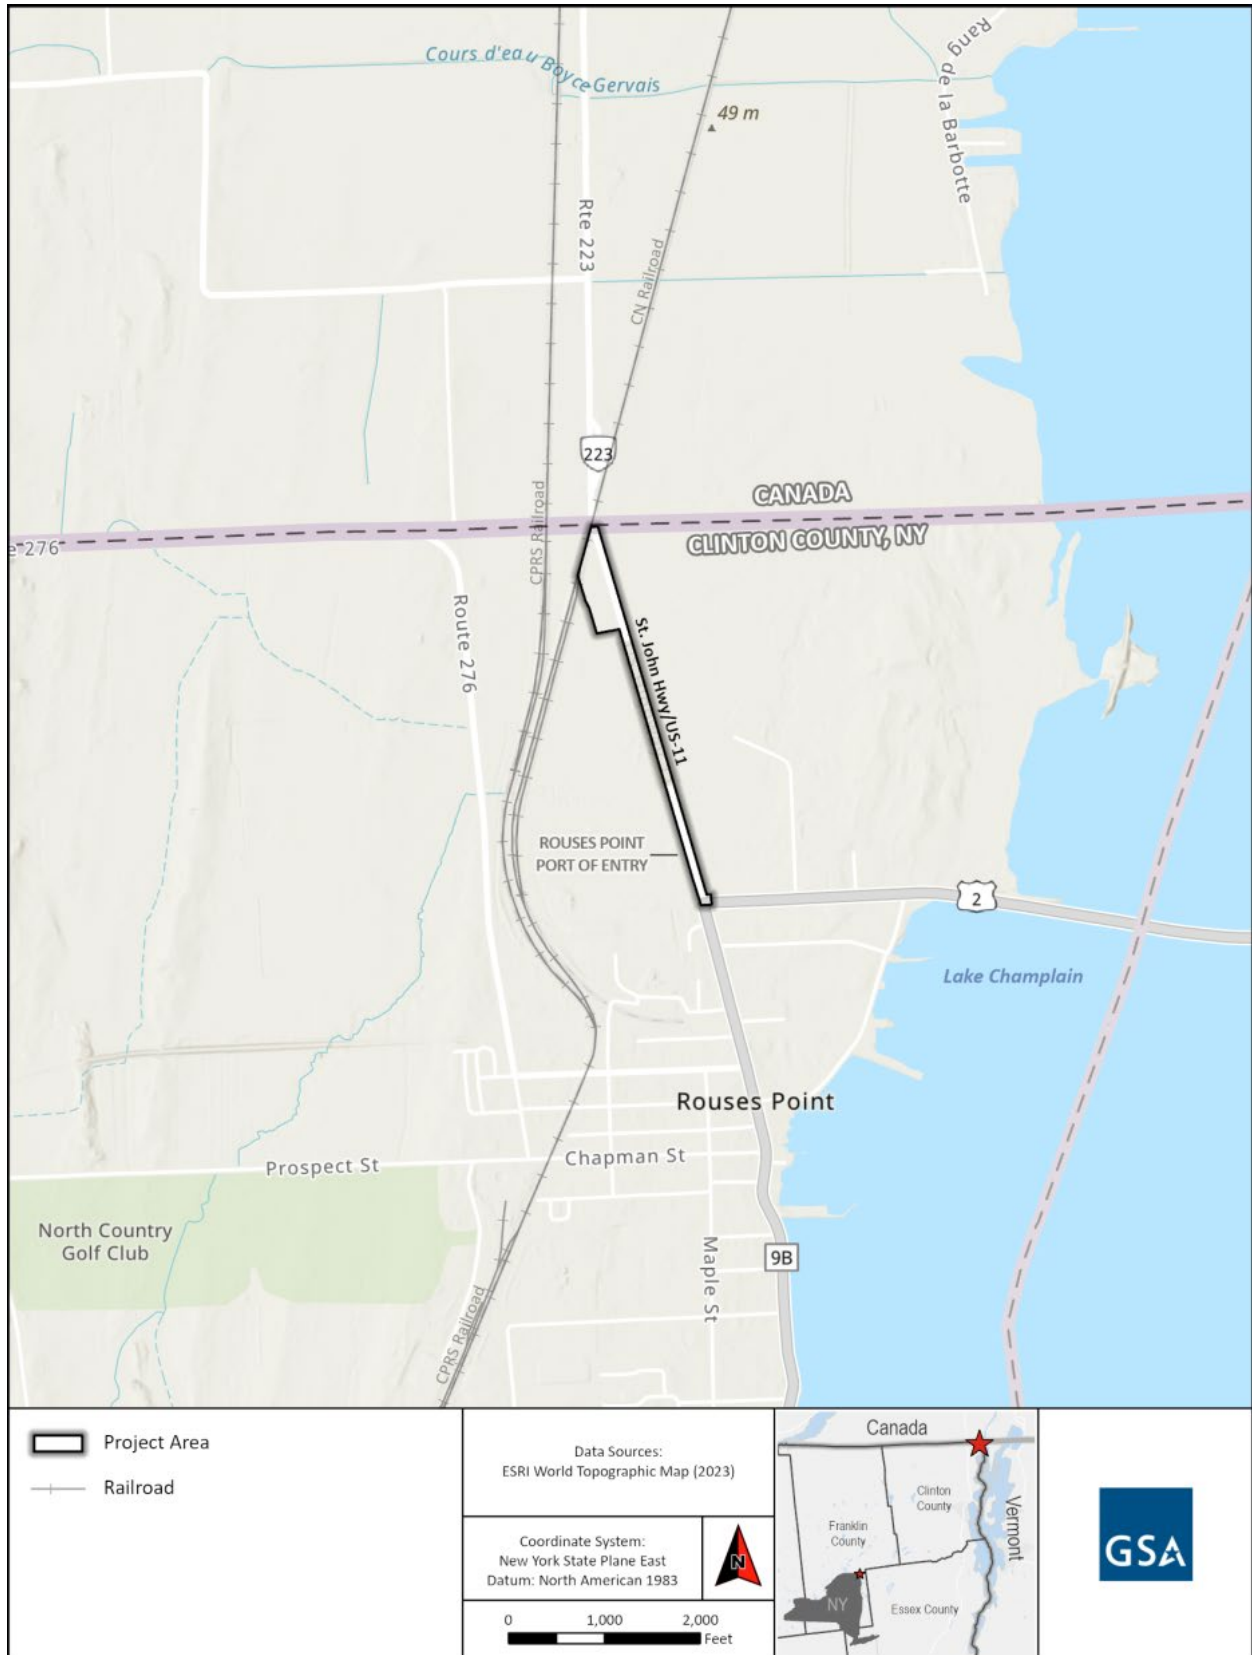 Cours d'eau Boyce Gervais
Rang de la Barbotte
49 m
Rte 223
CN Railroad
223
CPRS Railroad
CANADA
CLINTON COUNTY, NY
e 276
Route 276
St. John Hwy/US-11
ROUSES POINT
PORT OF ENTRY
2
Lake Champlain
Rouses Point
Prospect St
Chapman St
North Country
Golf Club
Maple St
9B
CPRS Railroad
Project Area
Railroad
Data Sources:
ESRI World Topographic Map (2023)
Coordinate System:
New York State Plane East
Datum: North American 1983
N
0 1,000 2,000
Feet
Canada
Clinton
County
Vermont
Franklin
County
NY
Essex County
GSA